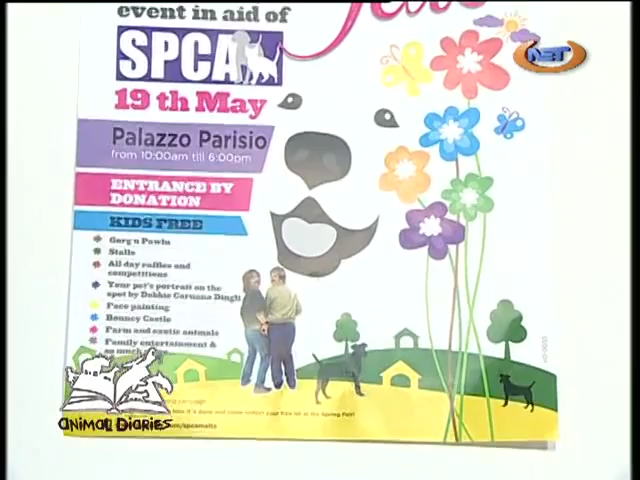 event in aid of
SPCA
19 th May
Palazzo Parisio
from 10:00am till 6:00pm
ENTRANCE BY
DONATION
KIDS FREE
Gorg u Pawlu
Stalls
All day raffles and
competitions
Your pet's portrait on the
spot by Debbie Caruana Dingli
Face painting
Bouncy Castle
Farm and exotic animals
Family entertainment &
NET
ANIMAL DIARIES